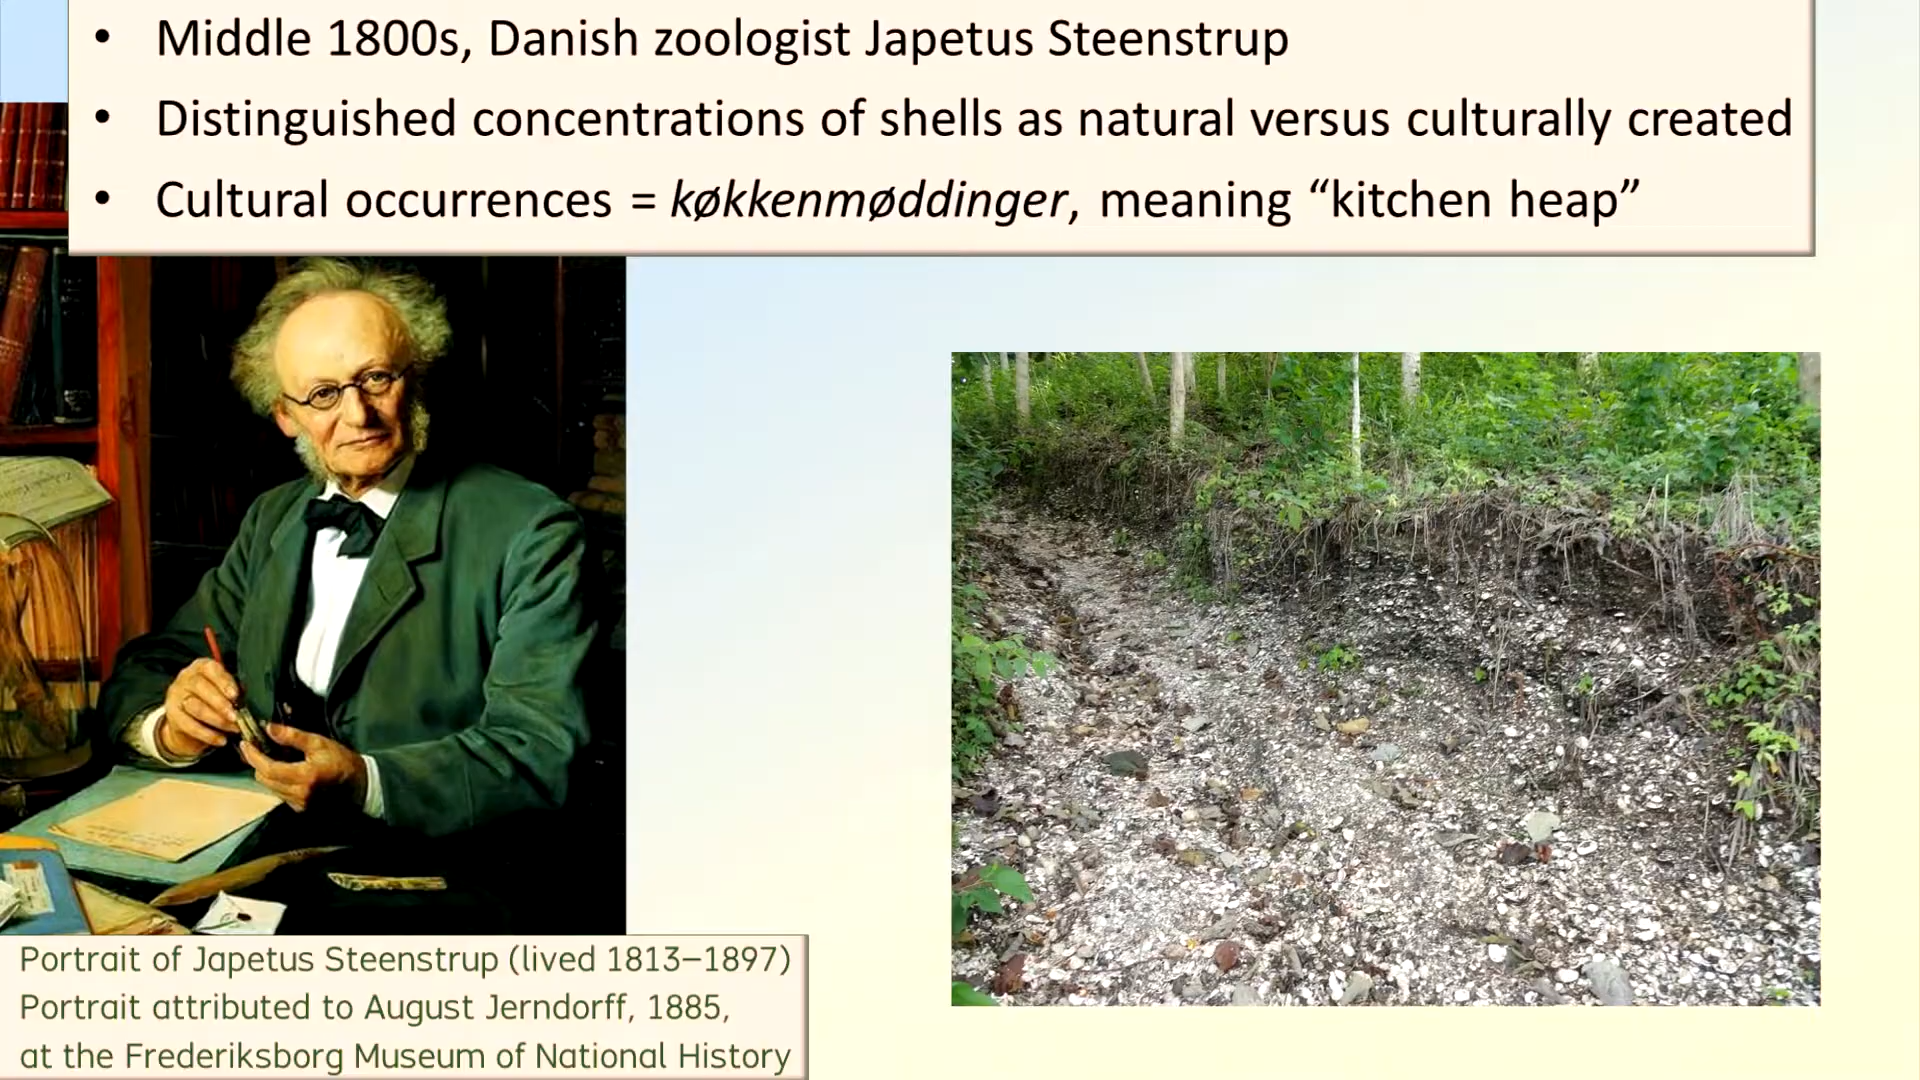 • Middle 1800s, Danish zoologist Japetus Steenstrup
• Distinguished concentrations of shells as natural versus culturally created
• Cultural occurrences = køkkenmøddinger, meaning “kitchen heap”
Portrait of Japetus Steenstrup (lived 1813–1897)
Portrait attributed to August Jerndorff, 1885,
at the Frederiksborg Museum of National History